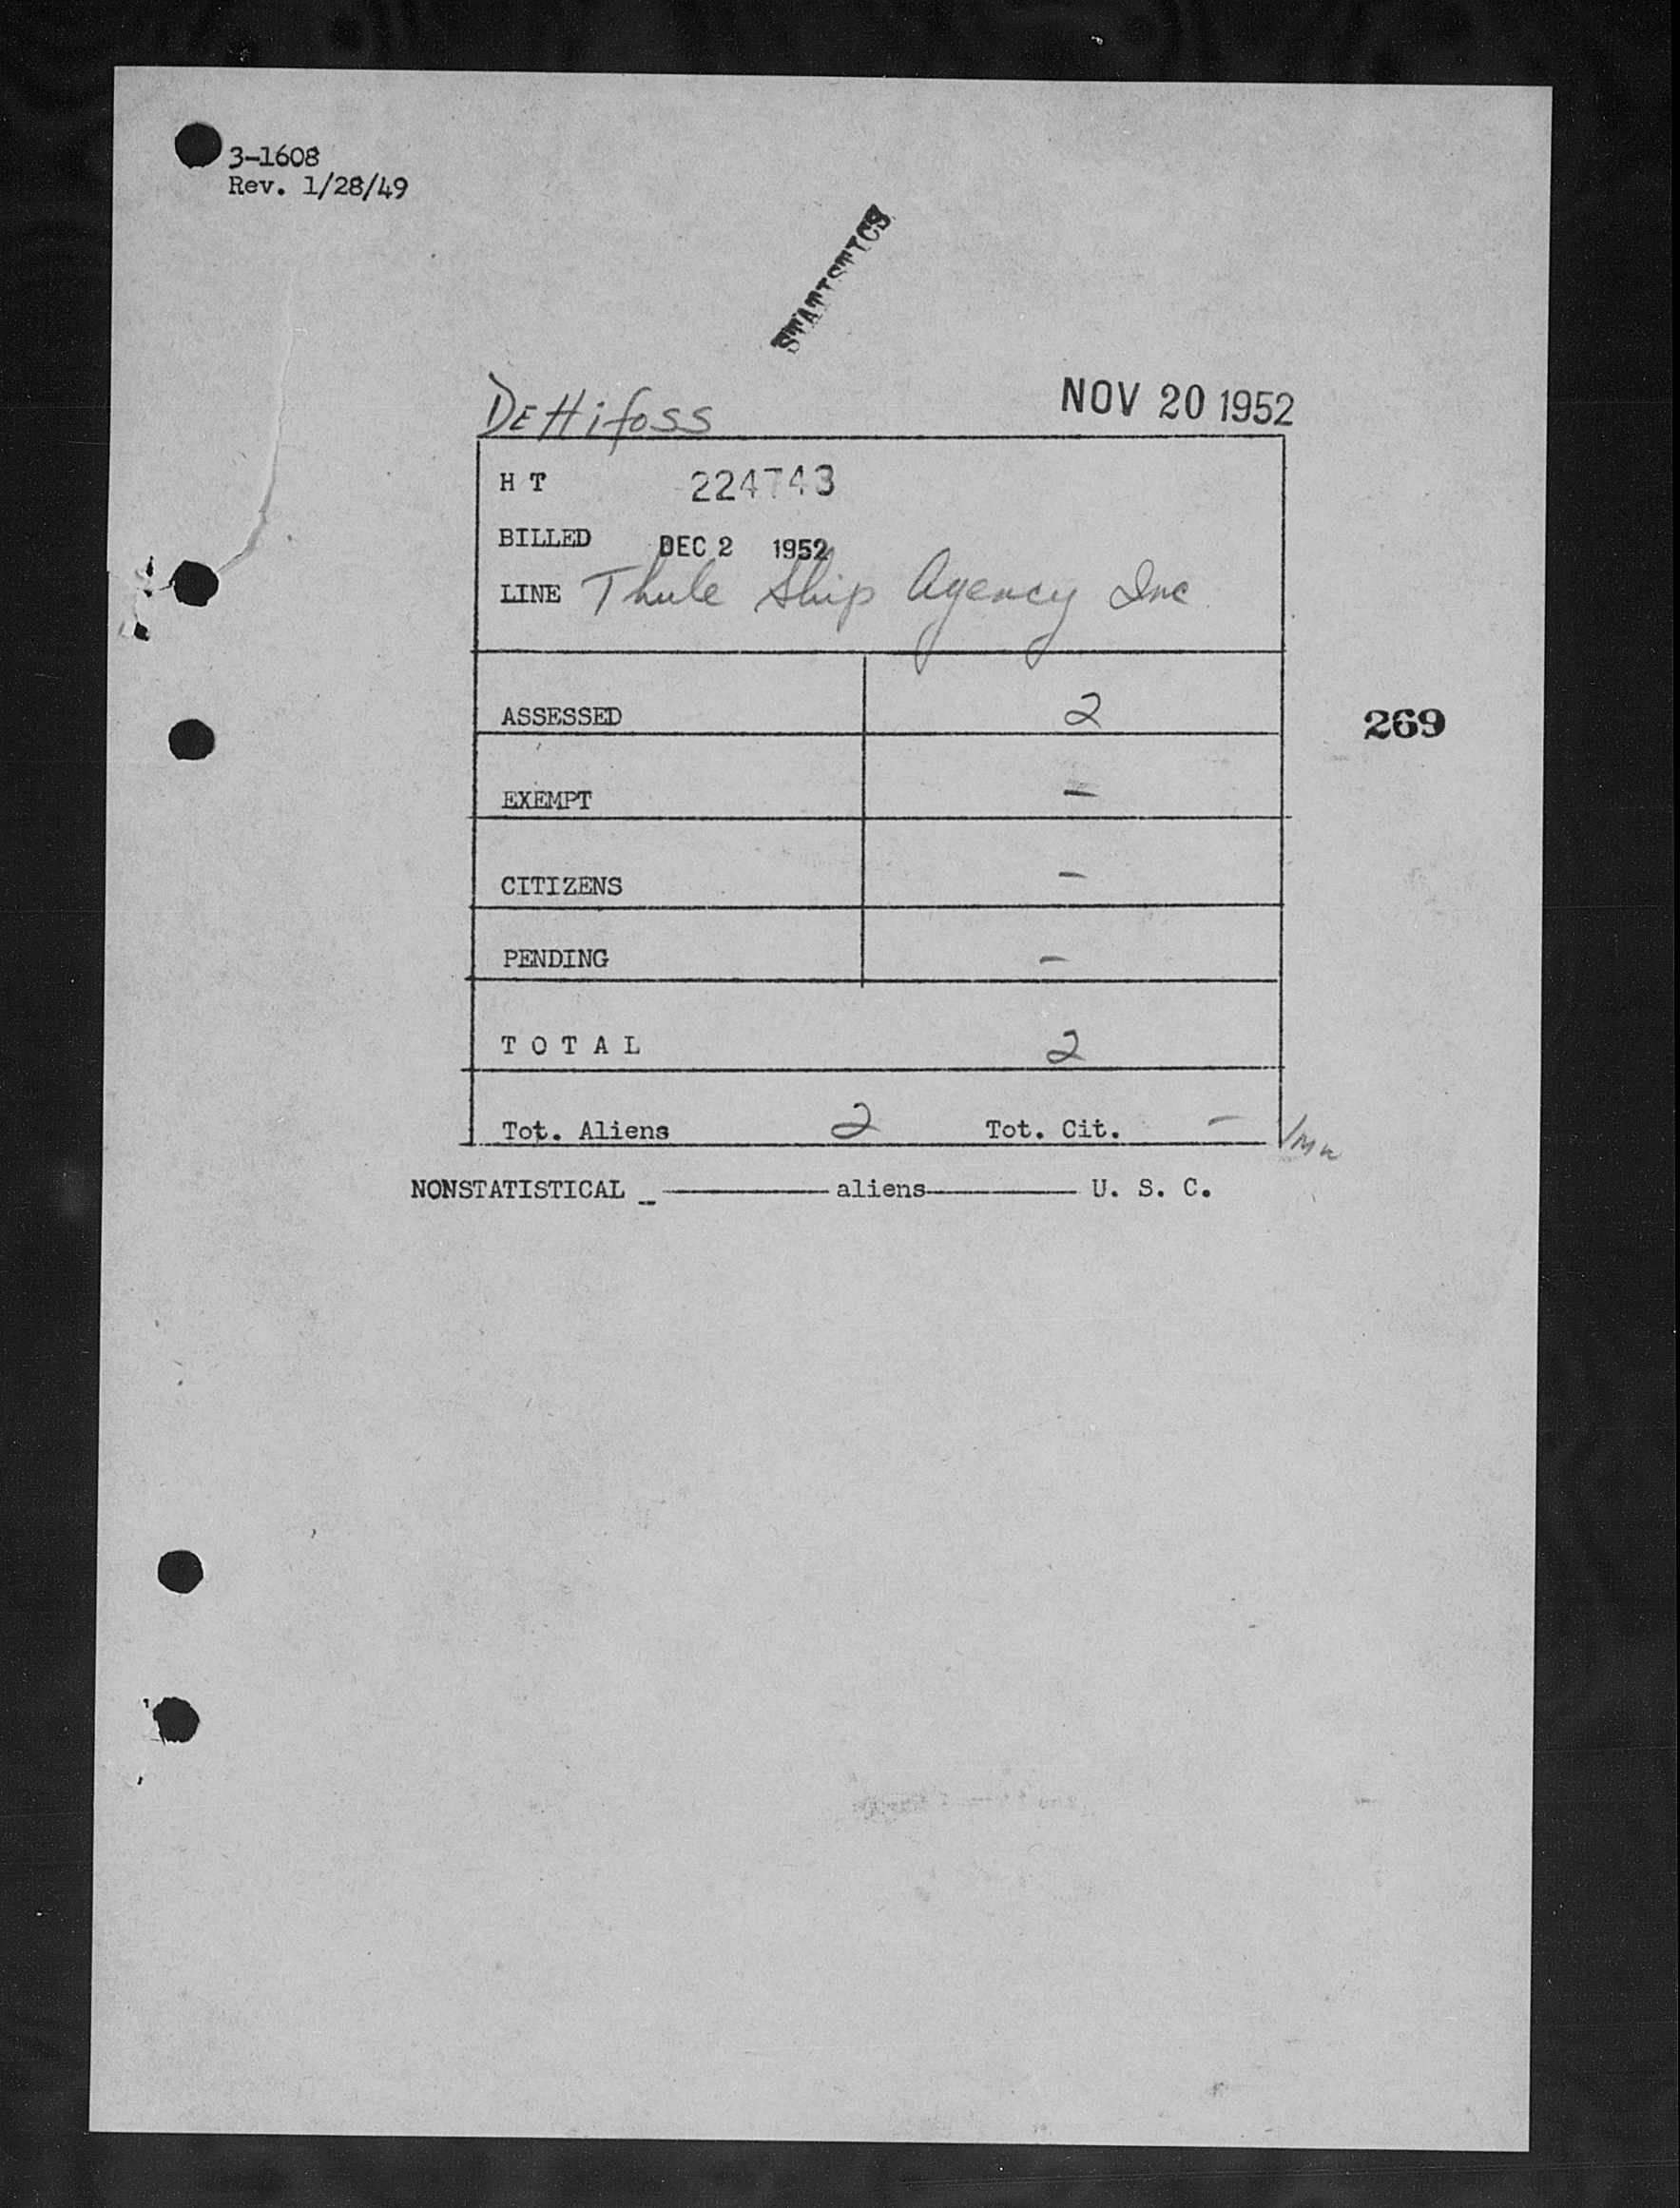 3-1608
Rev. 1/28/49
STATISTICS
Dettifoss
NOV 20 1952
H T 224743
BILLED DEC 2 1952
LINE Thule Ship Agency Inc
ASSESSED 2
269
EXEMPT -
CITIZENS -
PENDING -
T O T A L 2
Tot. Aliens 2 Tot. Cit. -
NONSTATISTICAL - aliens U. S. C.